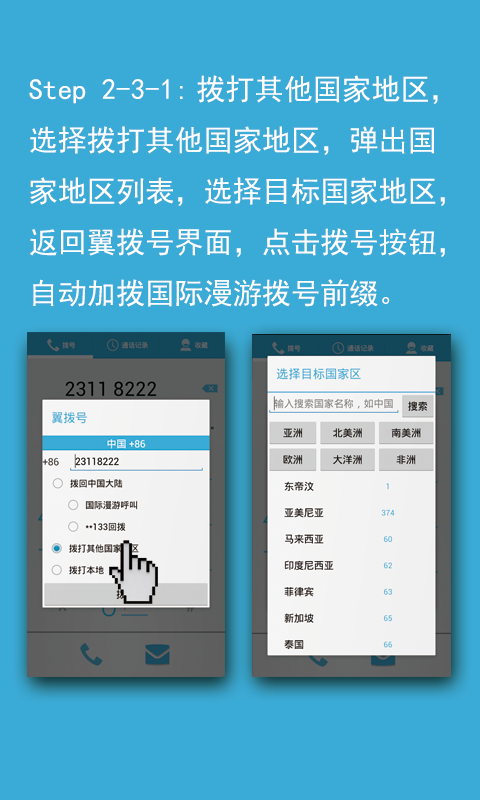 Step 2-3-1: 拨打其他国家地区，
选择拨打其他国家地区，弹出国
家地区列表，选择目标国家地区，
返回翼拨号界面，点击拨号按钮，
自动加拨国际漫游拨号前缀。
拨号 通话记录 收藏
2311 8222
翼拨号
中国 +86
+86 23118222
拨回中国大陆
国际漫游呼叫
**133回拨
拨打其他国家 区
拨打本地
拨号 通话记录 收藏
选择目标国家区
输入搜索国家名称，如中国 搜索
亚洲 北美洲 南美洲
欧洲 大洋洲 非洲
东帝汶 1
亚美尼亚 374
马来西亚 60
印度尼西亚 62
菲律宾 63
新加坡 65
泰国 66